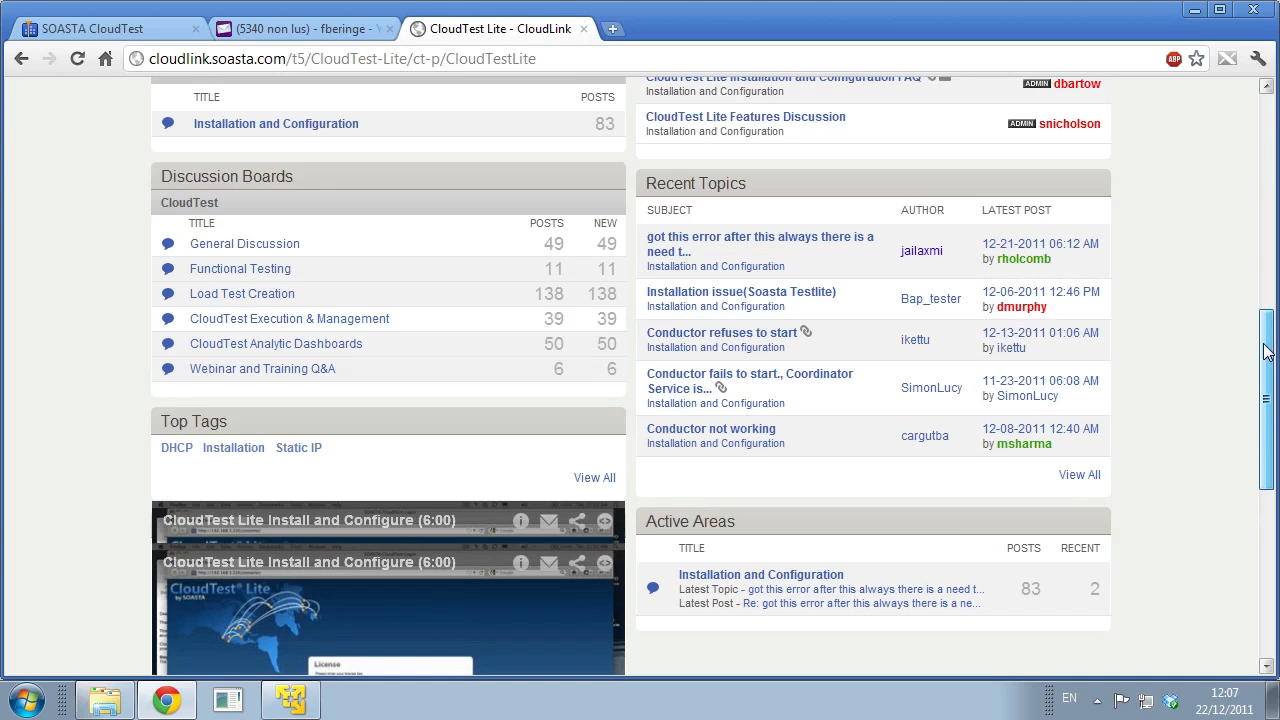 SOASTA CloudTest
(5340 non lus) - fberinge -
CloudTest Lite - CloudLink
cloudlink.soasta.com/t5/CloudTest-Lite/ct-p/CloudTestLite
TITLE POSTS
Installation and Configuration 83
Discussion Boards
CloudTest
TITLE POSTS NEW
General Discussion 49 49
Functional Testing 11 11
Load Test Creation 138 138
CloudTest Execution & Management 39 39
CloudTest Analytic Dashboards 50 50
Webinar and Training Q&A 6 6
Top Tags
DHCP Installation Static IP
View All
CloudTest Lite Install and Configure (6:00)
CloudTest Lite Install and Configure (6:00)
CloudTest Lite
by SOASTA
License
CloudTest Lite Installation and Configuration FAQ
Installation and Configuration
ADMIN dbartow
CloudTest Lite Features Discussion
Installation and Configuration
ADMIN snicholson
Recent Topics
SUBJECT AUTHOR LATEST POST
got this error after this always there is a
need t...
Installation and Configuration
jailaxmi
12-21-2011 06:12 AM
by rholcomb
Installation issue(Soasta Testlite)
Installation and Configuration
Bap_tester
12-06-2011 12:46 PM
by dmurphy
Conductor refuses to start
Installation and Configuration
ikettu
12-13-2011 01:06 AM
by ikettu
Conductor fails to start., Coordinator
Service is...
Installation and Configuration
SimonLucy
11-23-2011 06:08 AM
by SimonLucy
Conductor not working
Installation and Configuration
cargutba
12-08-2011 12:40 AM
by msharma
View All
Active Areas
TITLE POSTS RECENT
Installation and Configuration
Latest Topic - got this error after this always there is a need t...
Latest Post - Re: got this error after this always there is a ne...
83 2
ABP
EN
12:07
22/12/2011